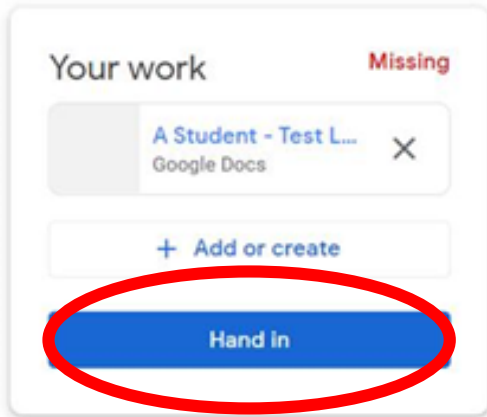 Your work
Missing
A Student - Test L...
Google Docs
+ Add or create
Hand in